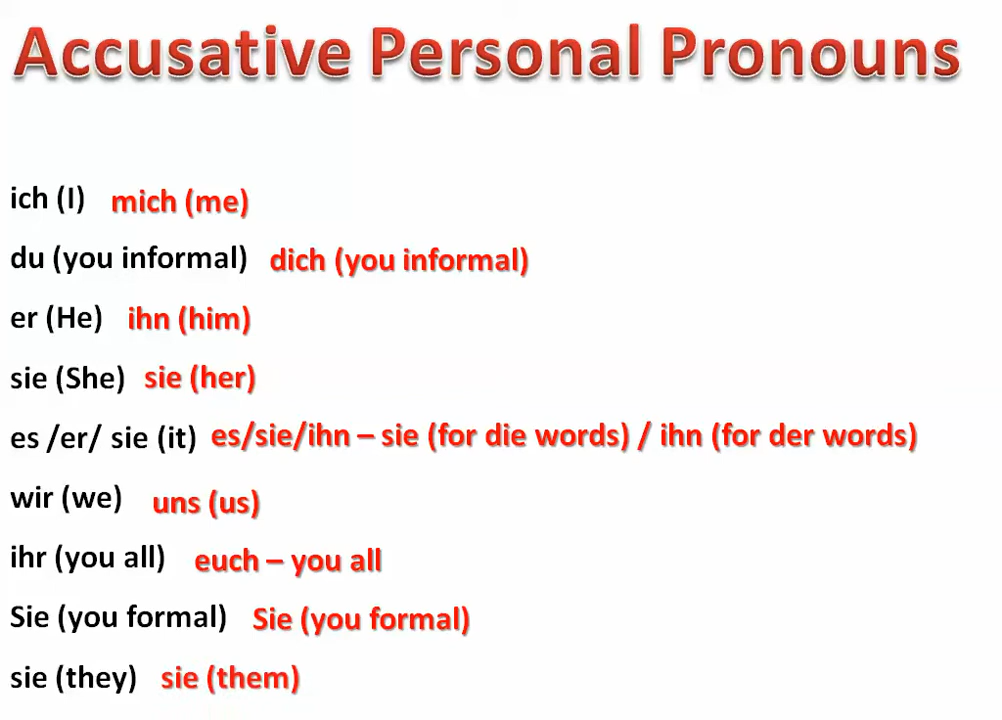 Accusative Personal Pronouns
ich (I) mich (me)
du (you informal) dich (you informal)
er (He) ihn (him)
sie (She) sie (her)
es /er/ sie (it) es/sie/ihn – sie (for die words) / ihn (for der words)
wir (we) uns (us)
ihr (you all) euch – you all
Sie (you formal) Sie (you formal)
sie (they) sie (them)